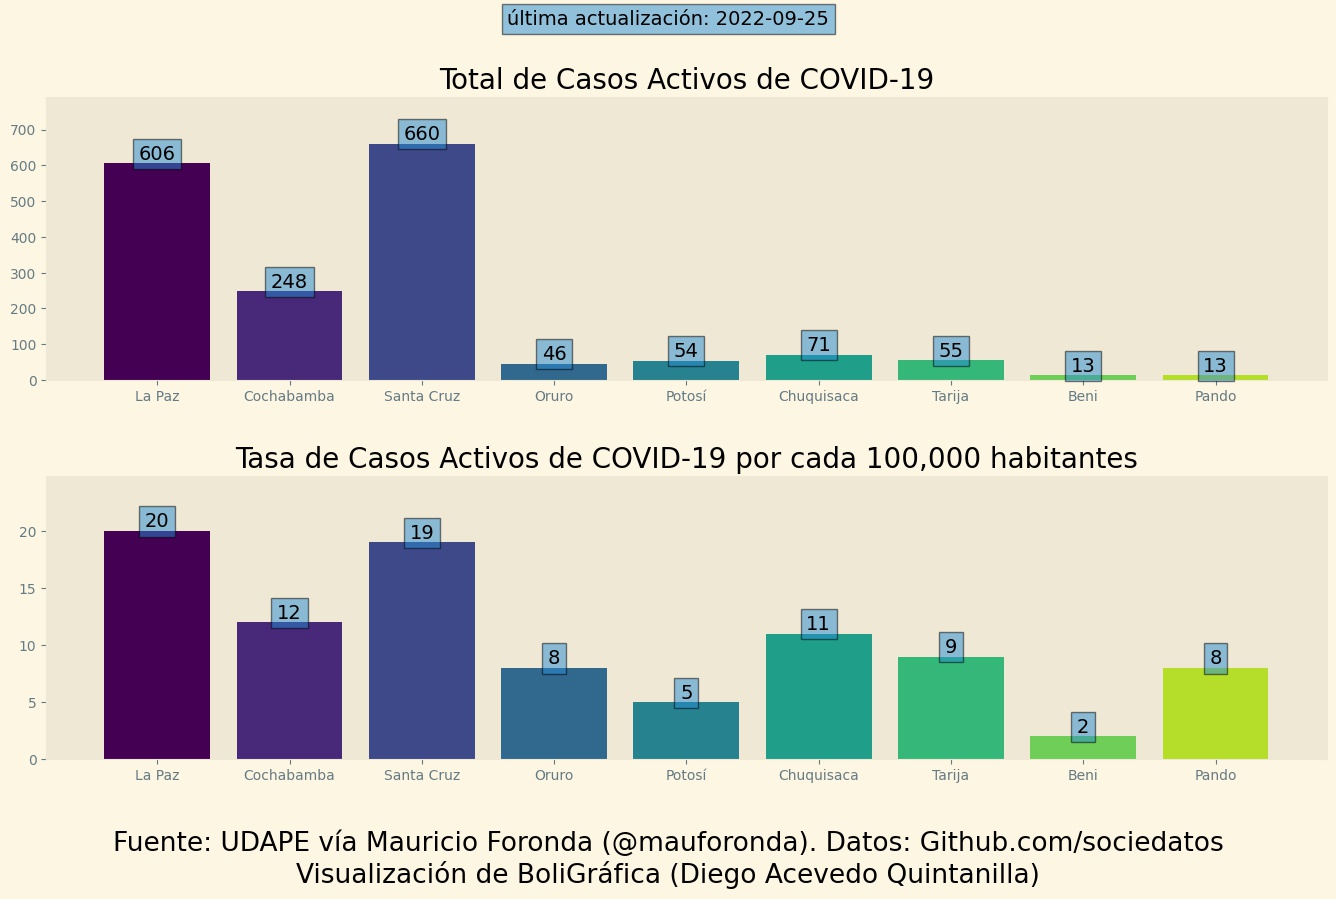 última actualización: 2022-09-25
Total de Casos Activos de COVID-19
700
600
500
400
300
200
100
0
606
248
660
46
54
71
55
13
13
La Paz
Cochabamba
Santa Cruz
Oruro
Potosí
Chuquisaca
Tarija
Beni
Pando
Tasa de Casos Activos de COVID-19 por cada 100,000 habitantes
20
15
10
5
0
20
12
19
8
5
11
9
2
8
La Paz
Cochabamba
Santa Cruz
Oruro
Potosí
Chuquisaca
Tarija
Beni
Pando
Fuente: UDAPE vía Mauricio Foronda (@mauforonda). Datos: Github.com/sociedatos
Visualización de BoliGráfica (Diego Acevedo Quintanilla)